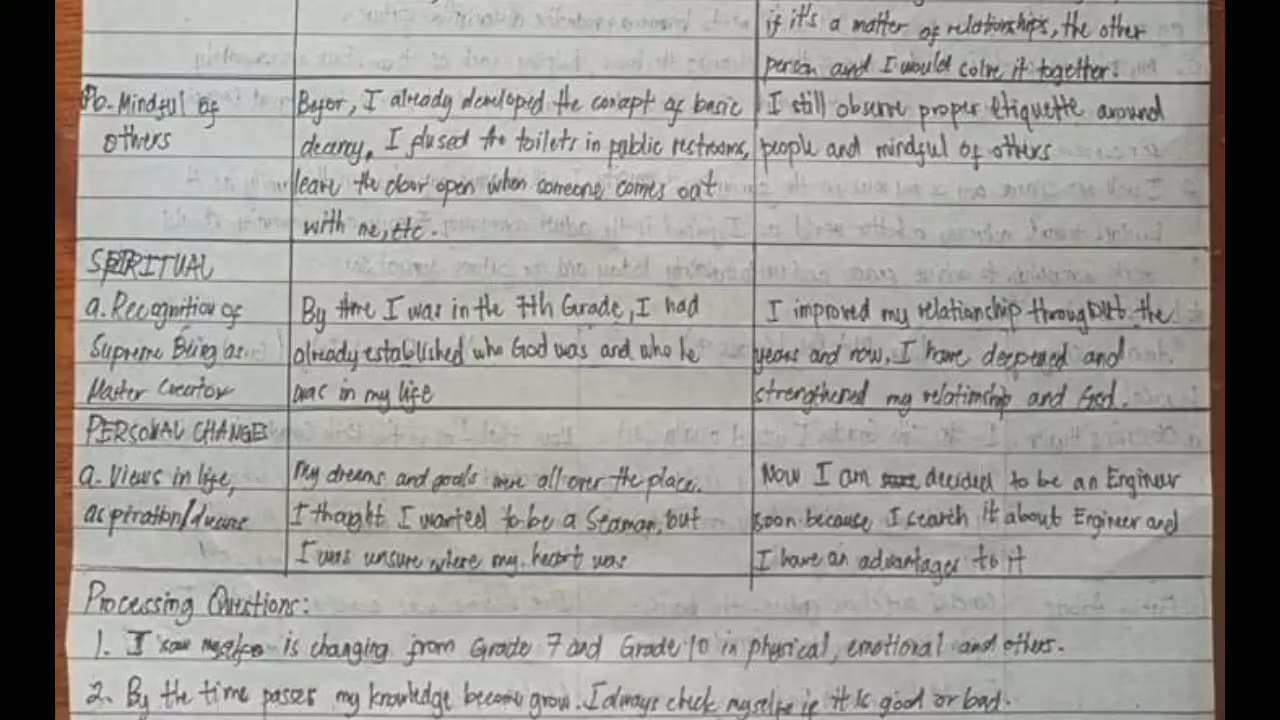 if it's a matter of relationships, the other
person and I would colve it together.
b. Mindful of
others
Befor, I already developed the concept of basic
decency, I flused the toilets in public restrooms,
leave the door open when someone comes out
with me, etc.
I still observe proper etiquette around
people and mindful of others
SPIRITUAL
a. Recognition of
Supreme Being as
Master Creator
By time I was in the 7th Grade, I had
already established who God was and who he
was in my life
I improved my relationship throughout the
years and now, I have deepened and
strengthened my relationship and God.
PERSONAL CHANGES
a. Views in life,
aspiration/dreams
My dreams and goals were all over the place.
I thought I wanted to be a Seaman, but
I was unsure where my heart was
Now I am decided to be an Engineer
soon because I search it about Engineer and
I have an advantages to it
Processing Questions:
1. I saw myselfe is changing from Grade 7 and Grade 10 in physical, emotional and others.
2. By the time passes my knowledge become grow. I always check myselfe if it is good or bad.